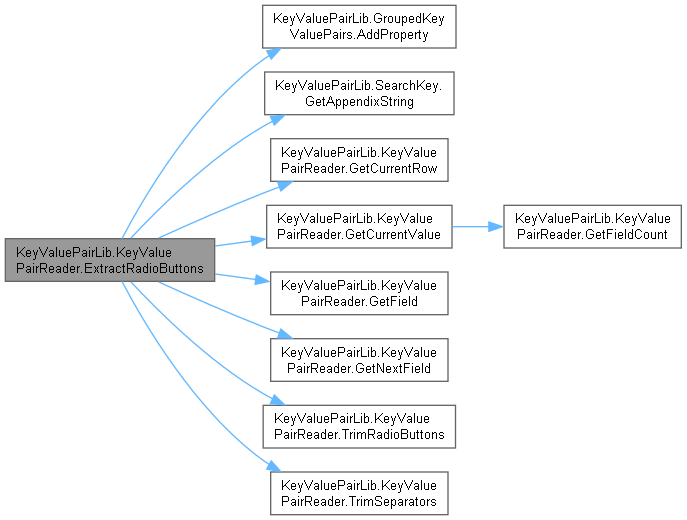 KeyValuePairLib.GroupedKey
ValuePairs.AddProperty
KeyValuePairLib.SearchKey.
GetAppendixString
KeyValuePairLib.KeyValue
PairReader.GetCurrentRow
KeyValuePairLib.KeyValue
PairReader.GetCurrentValue
KeyValuePairLib.KeyValue
PairReader.GetFieldCount
KeyValuePairLib.KeyValue
PairReader.ExtractRadioButtons
KeyValuePairLib.KeyValue
PairReader.GetField
KeyValuePairLib.KeyValue
PairReader.GetNextField
KeyValuePairLib.KeyValue
PairReader.TrimRadioButtons
KeyValuePairLib.KeyValue
PairReader.TrimSeparators